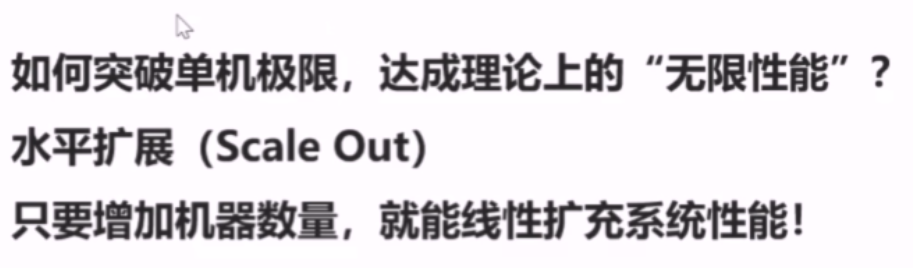 如何突破单机极限，达成理论上的“无限性能”？
水平扩展（Scale Out）
只要增加机器数量，就能线性扩充系统性能！